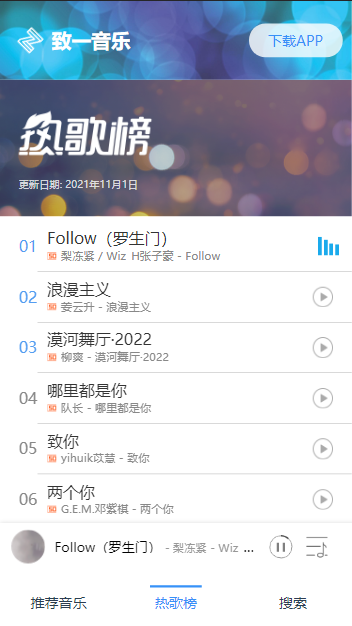 致一音乐
下载APP
热歌榜
更新日期: 2021年11月1日
01 Follow（罗生门）
SQ 梨冻紧 / Wiz_H张子豪 - Follow
02 浪漫主义
SQ 姜云升 - 浪漫主义
03 漠河舞厅·2022
SQ 柳爽 - 漠河舞厅·2022
04 哪里都是你
SQ 队长 - 哪里都是你
05 致你
SQ yihuik苡慧 - 致你
06 两个你
SQ G.E.M.邓紫棋 - 两个你
Follow（罗生门） - 梨冻紧 - Wiz ...
推荐音乐 热歌榜 搜索